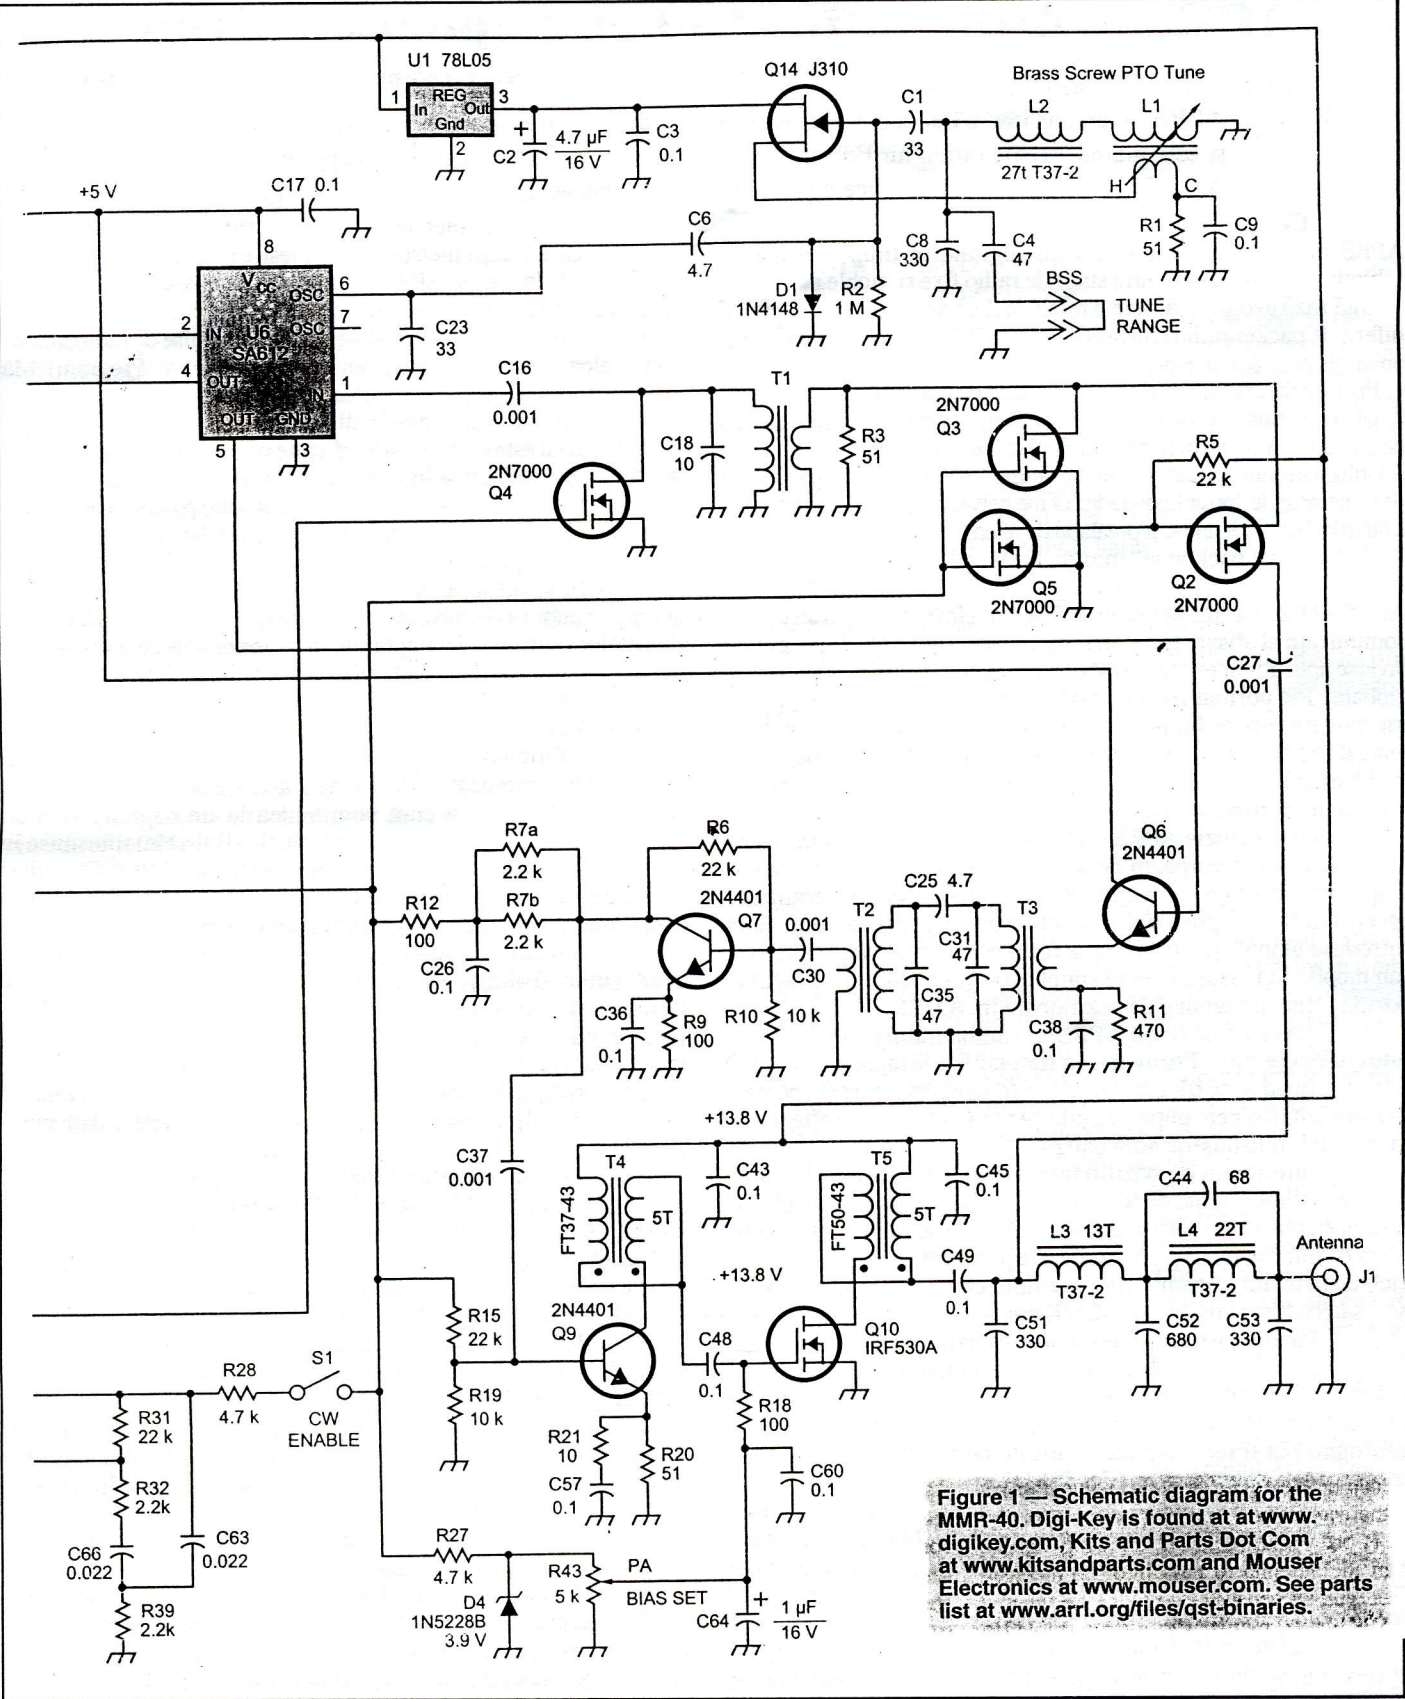 U1 78L05
REG
1 In Out 3
Gnd
2
+
C2
4.7 µF
16 V
C3
0.1
Q14 J310
C1
33
Brass Screw PTO Tune
L2
L1
27t T37-2
H
C
R1
51
C9
0.1
+5 V
C17 0.1
8
VCC
OSC 6
2 IN U6 OSC 7
SA612
4 OUT IN 1
OUT GND
5
3
C23
33
C6
4.7
D1
1N4148
R2
1 M
C8
330
C4
47
BSS
TUNE
RANGE
C16
0.001
2N7000
Q4
C18
10
T1
R3
51
2N7000
Q3
R5
22 k
Q5
2N7000
Q2
2N7000
C27
0.001
R7a
2.2 k
R7b
2.2 k
R12
100
C26
0.1
R6
22 k
2N4401
Q7
0.001
C30
C36
0.1
R9
100
R10
10 k
T2
C25 4.7
C31
47
C35
47
T3
Q6
2N4401
C38
0.1
R11
470
+13.8 V
C37
0.001
T4
FT37-43
5T
C43
0.1
T5
FT50-43
5T
C45
0.1
+13.8 V
C49
0.1
C44 68
L3 13T
T37-2
L4 22T
T37-2
Antenna
J1
C51
330
C52
680
C53
330
R15
22 k
2N4401
Q9
C48
0.1
Q10
IRF530A
R19
10 k
R18
100
R21
10
R20
51
C57
0.1
C60
0.1
R28
4.7 k
S1
CW
ENABLE
R31
22 k
R32
2.2k
C66
0.022
C63
0.022
R39
2.2k
R27
4.7 k
D4
1N5228B
3.9 V
R43
5 k
PA
BIAS SET
C64
+
1 µF
16 V
Figure 1 — Schematic diagram for the
MMR-40. Digi-Key is found at at www.
digikey.com, Kits and Parts Dot Com
at www.kitsandparts.com and Mouser
Electronics at www.mouser.com. See parts
list at www.arrl.org/files/qst-binaries.